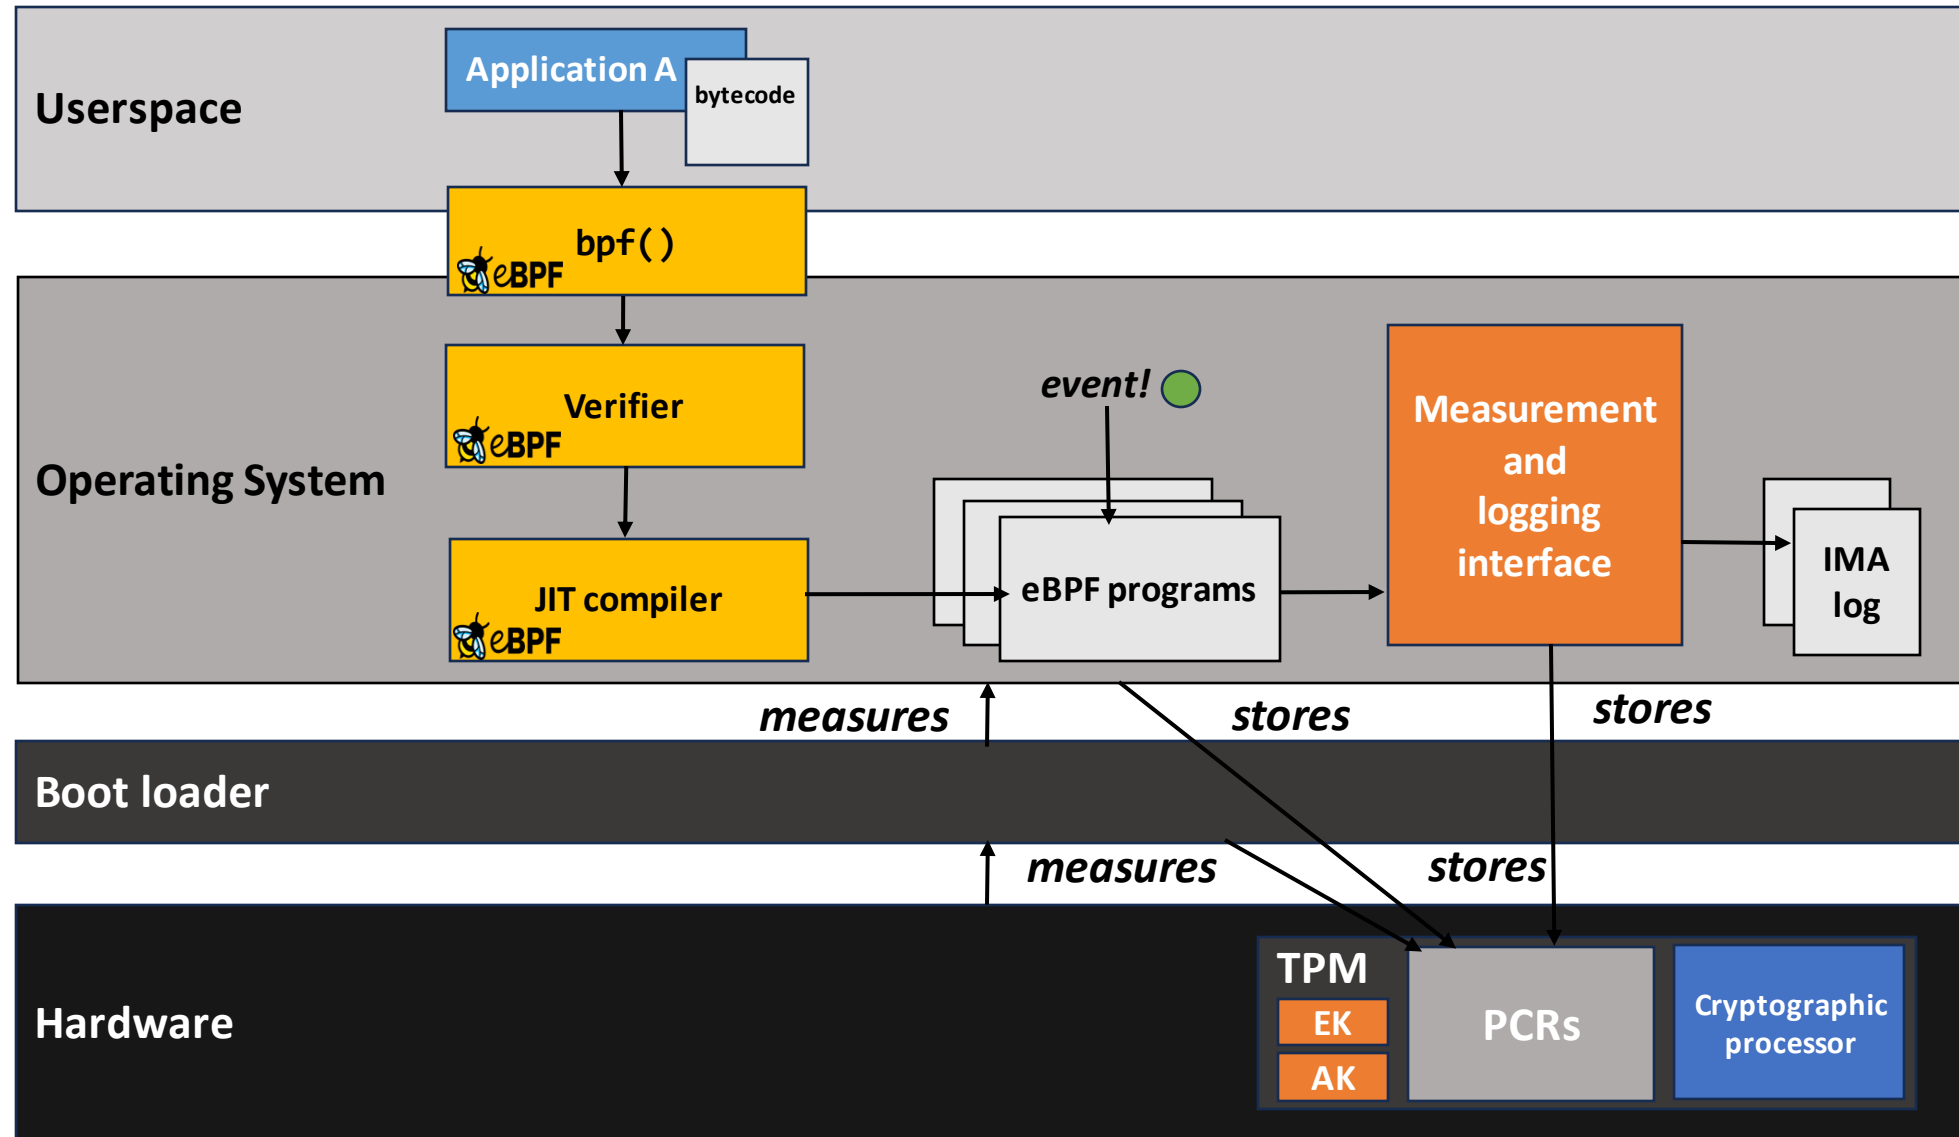 Userspace
Application A
bytecode
bpf()
eBPF
Operating System
Verifier
eBPF
JIT compiler
eBPF
event!
eBPF programs
Measurement
and
logging
interface
IMA
log
measures
stores
stores
Boot loader
measures
stores
Hardware
TPM
EK
AK
PCRs
Cryptographic
processor